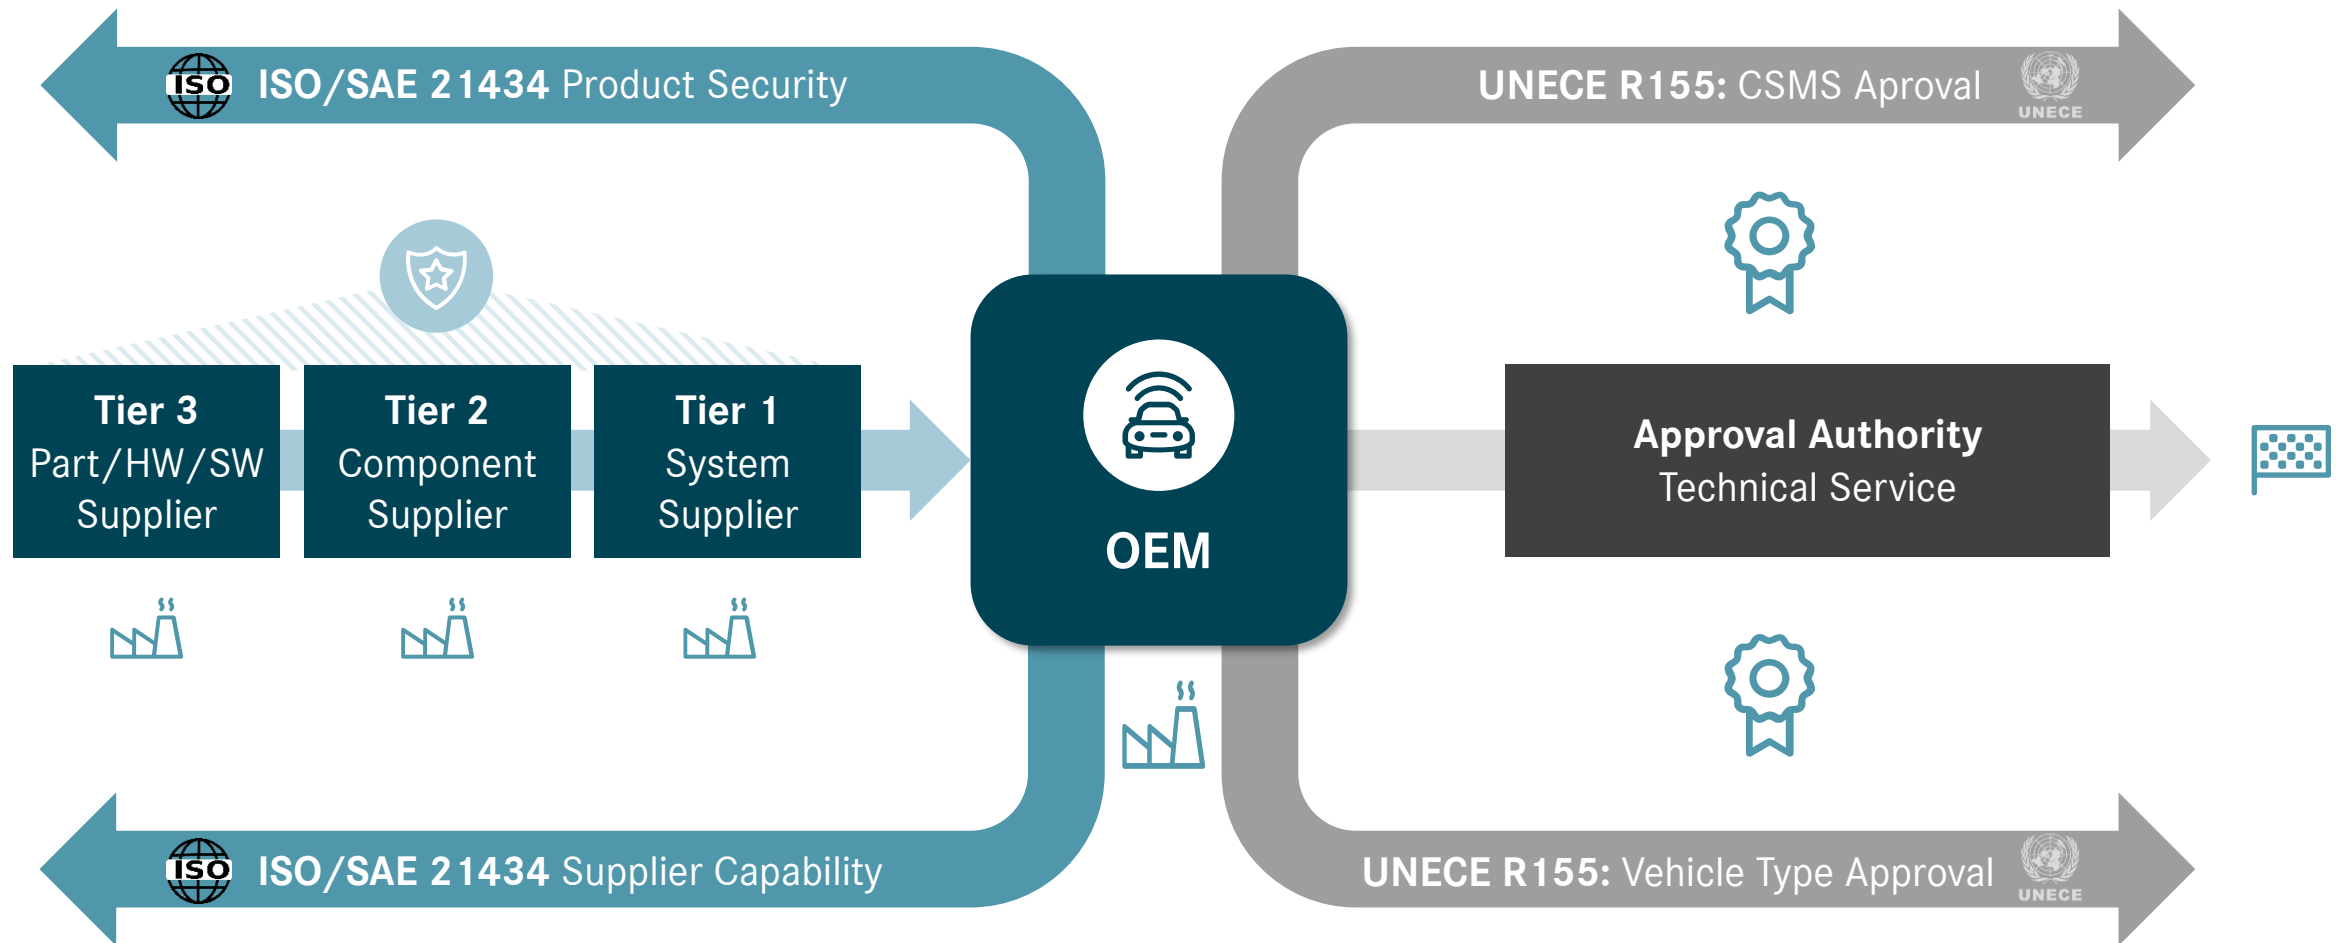 ISO
ISO/SAE 21434 Product Security
UNECE R155: CSMS Aproval
UNECE
Tier 3
Part/HW/SW
Supplier
Tier 2
Component
Supplier
Tier 1
System
Supplier
OEM
Approval Authority
Technical Service
ISO
ISO/SAE 21434 Supplier Capability
UNECE R155: Vehicle Type Approval
UNECE